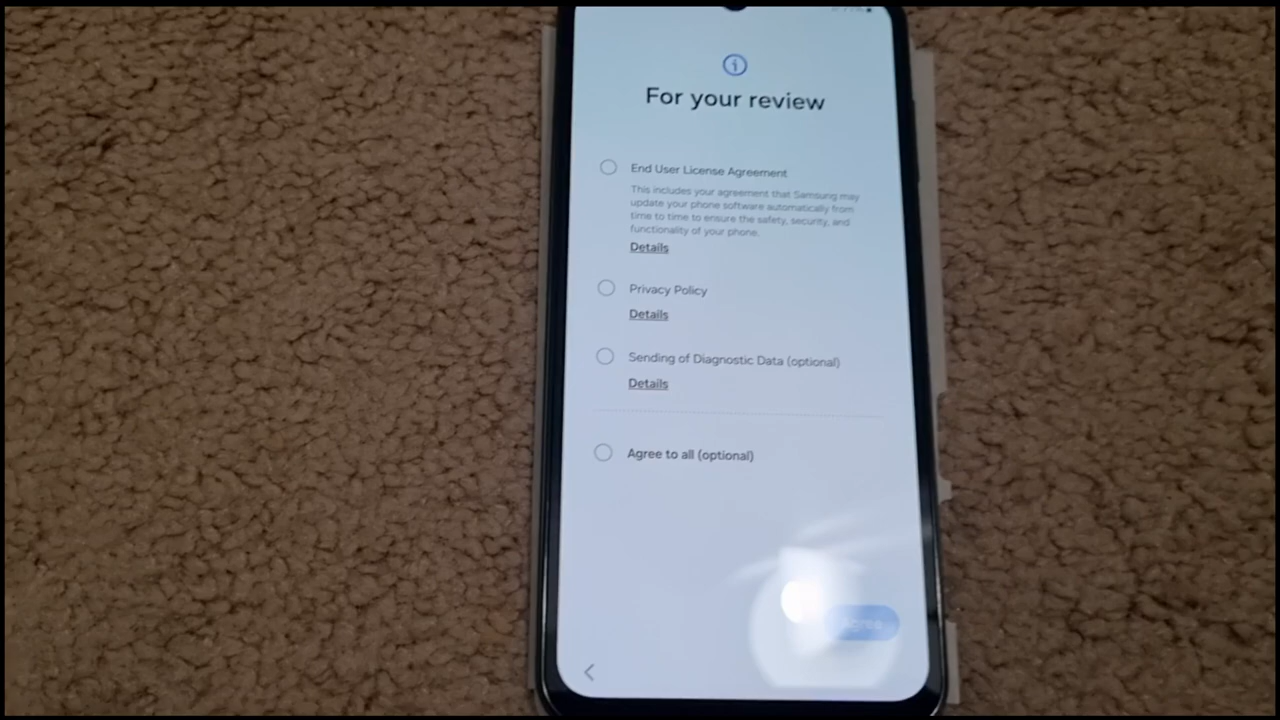 For your review
End User License Agreement
This includes your agreement that Samsung may
update your phone software automatically from
time to time to ensure the safety, security, and
functionality of your phone.
Details
Privacy Policy
Details
Sending of Diagnostic Data (optional)
Details
Agree to all (optional)
Agree